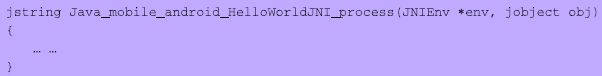 jstring Java_mobile_android_HelloWorldJNI_process(JNIEnv *env, jobject obj)
{
    … …
}